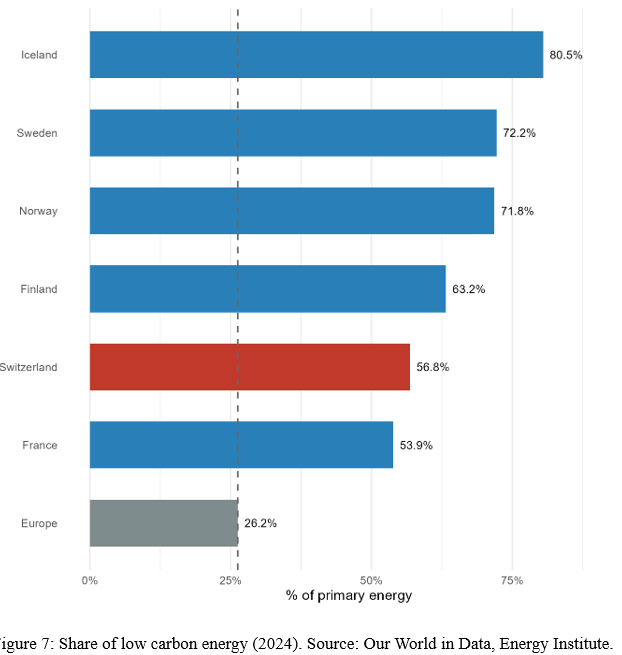 Iceland 80.5%
Sweden 72.2%
Norway 71.8%
Finland 63.2%
Switzerland 56.8%
France 53.9%
Europe 26.2%
0% 25% 50% 75%
% of primary energy
igure 7: Share of low carbon energy (2024). Source: Our World in Data, Energy Institute.